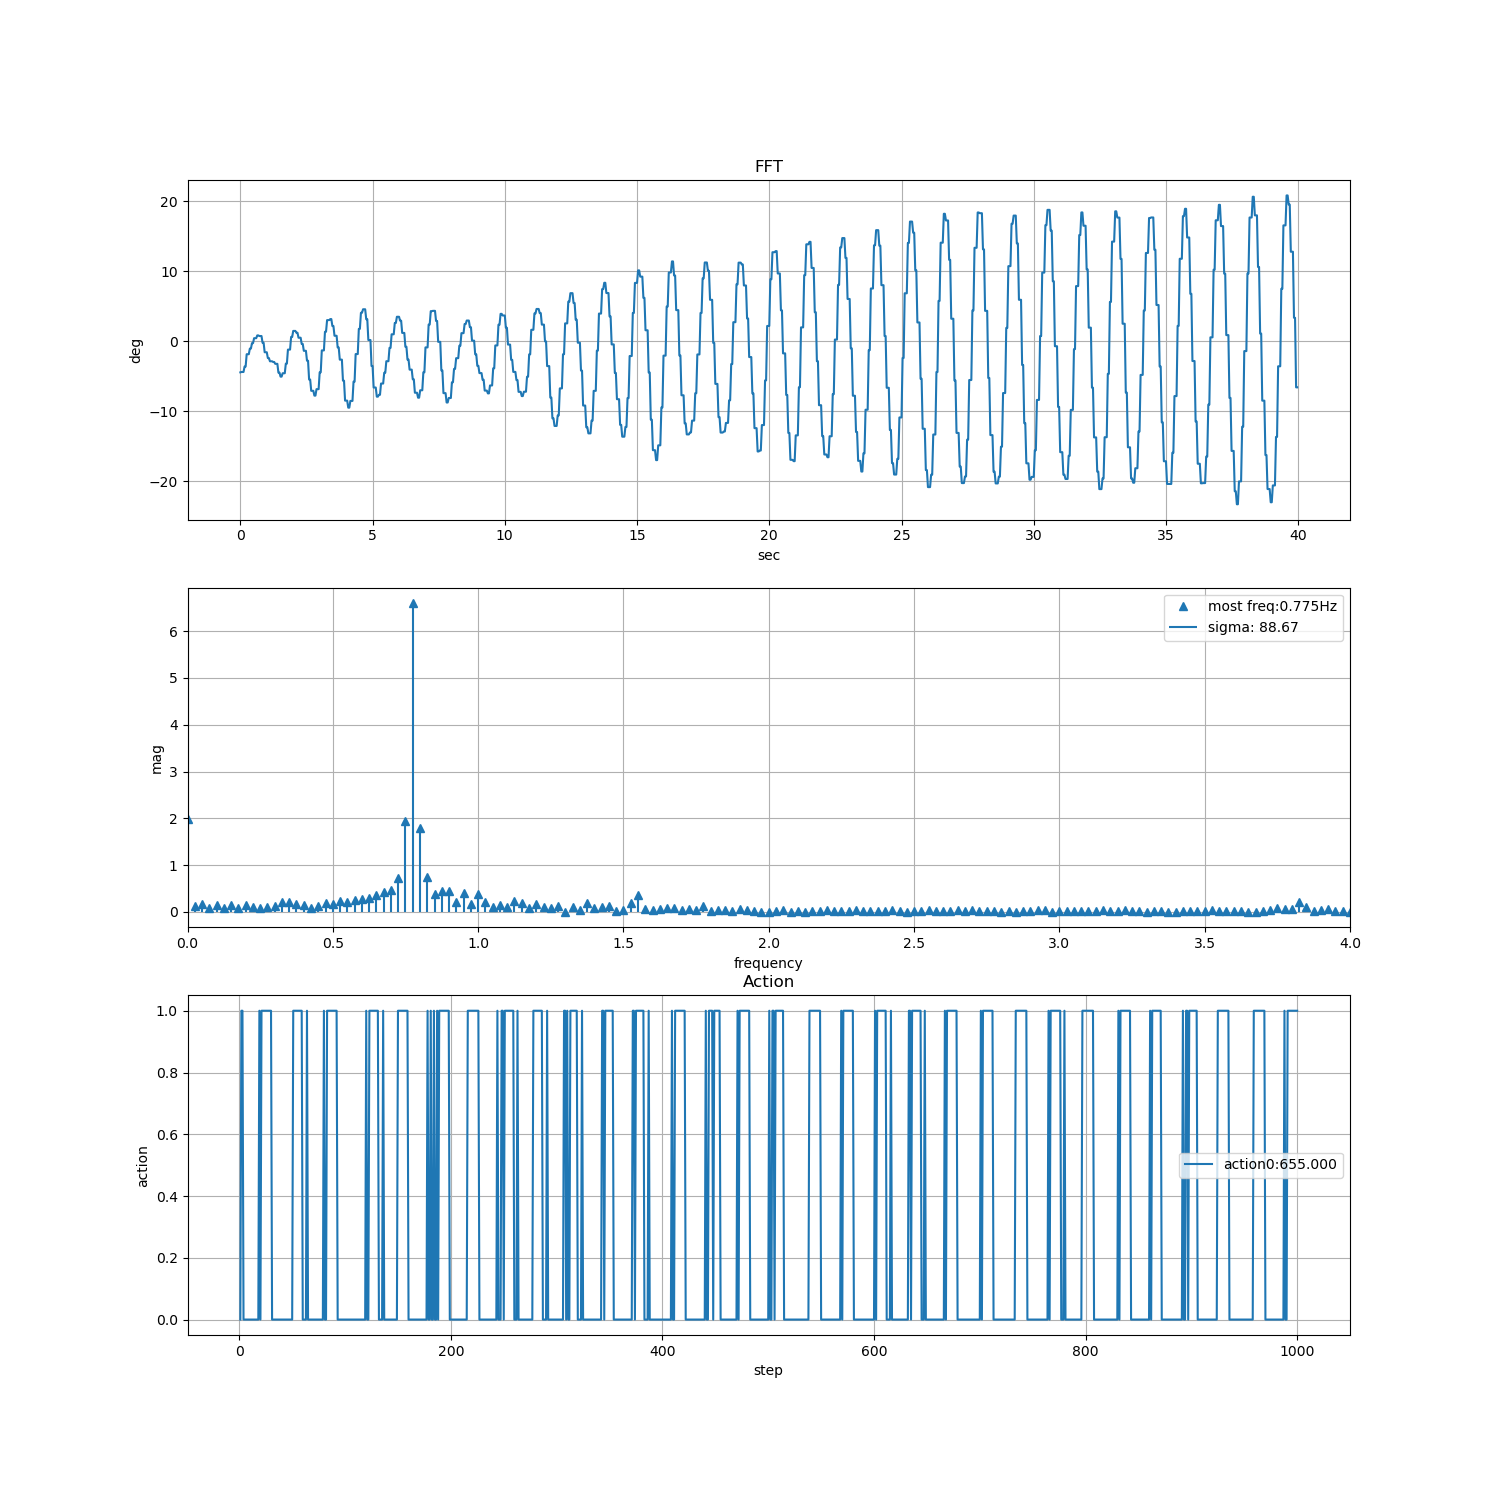 FFT
20
10
0
−10
−20
deg
0 5 10 15 20 25 30 35 40
sec
most freq:0.775Hz
sigma: 88.67
6
5
4
3
2
1
0
mag
0.0 0.5 1.0 1.5 2.0 2.5 3.0 3.5 4.0
frequency
Action
1.0
0.8
0.6
0.4
0.2
0.0
action
action0:655.000
0 200 400 600 800 1000
step